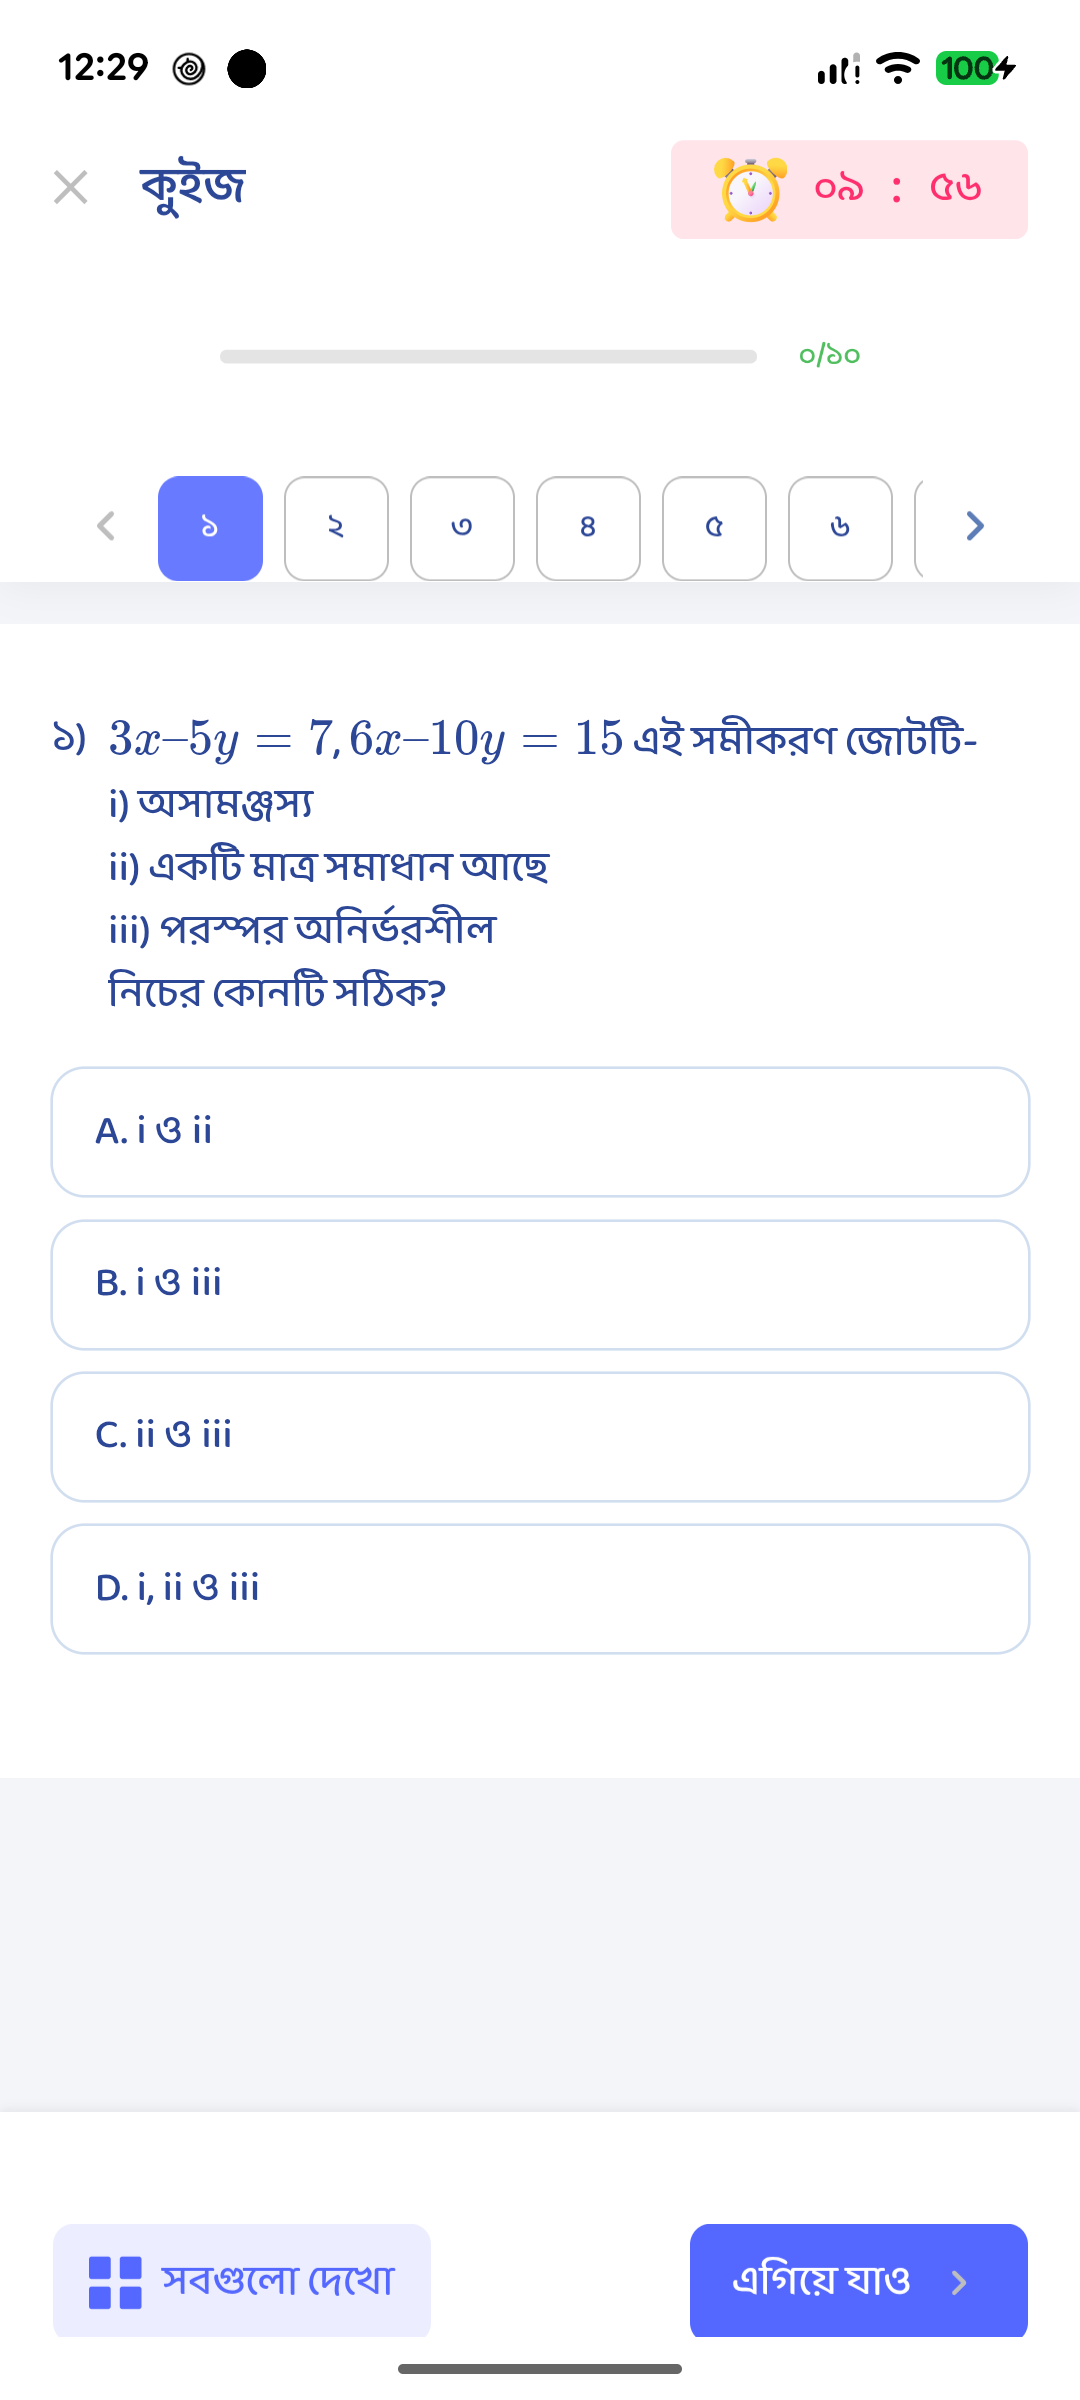 12:29
100
কুইজ
০৯ : ৫৬
০/১০
১ ২ ৩ ৪ ৫ ৬
১) 3x–5y = 7, 6x–10y = 15 এই সমীকরণ জোটটি-
i) অসামঞ্জস্য
ii) একটি মাত্র সমাধান আছে
iii) পরস্পর অনির্ভরশীল
নিচের কোনটি সঠিক?
A. i ও ii
B. i ও iii
C. ii ও iii
D. i, ii ও iii
সবগুলো দেখো
এগিয়ে যাও